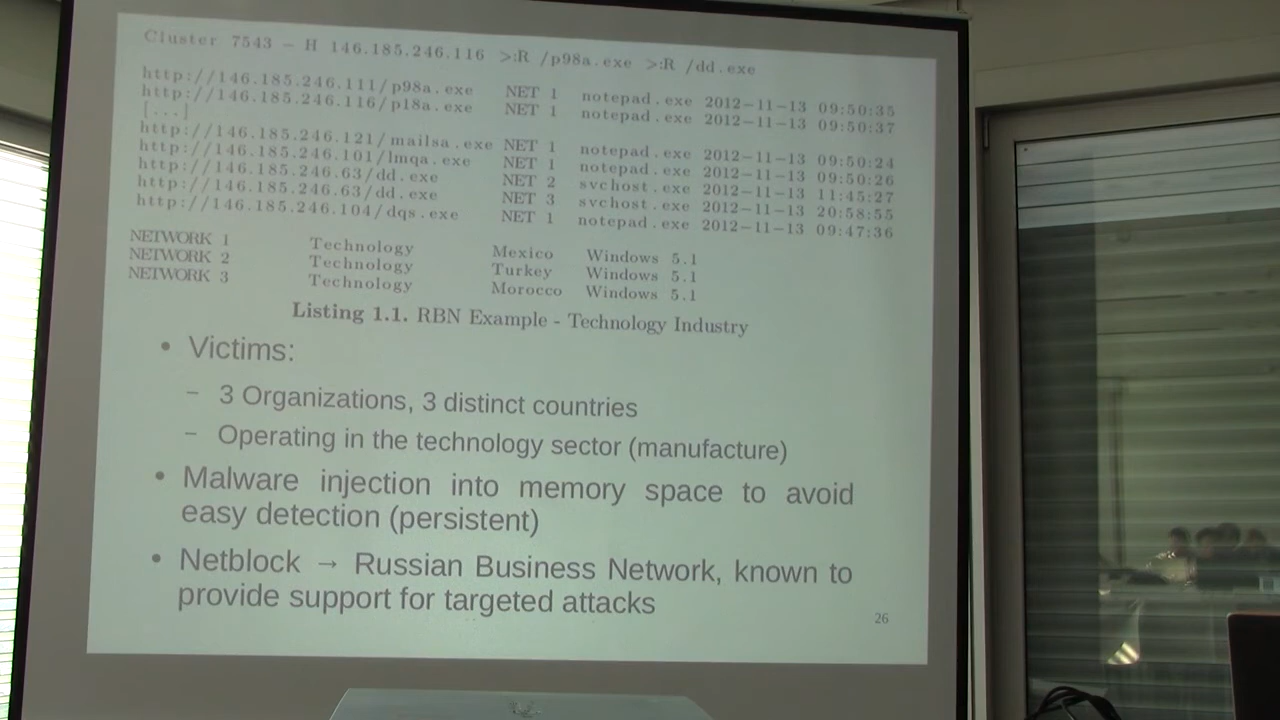 Cluster 7543 − H 146.185.246.116 >:R /p98a.exe >:R /dd.exe
http://146.185.246.111/p98a.exe NET 1 notepad.exe 2012−11−13 09:50:35
http://146.185.246.116/p18a.exe NET 1 notepad.exe 2012−11−13 09:50:37
[...]
http://146.185.246.121/mailsa.exe NET 1 notepad.exe 2012−11−13 09:50:24
http://146.185.246.101/lmqa.exe NET 1 notepad.exe 2012−11−13 09:50:26
http://146.185.246.63/dd.exe NET 2 svchost.exe 2012−11−13 11:45:27
http://146.185.246.63/dd.exe NET 3 svchost.exe 2012−11−13 20:58:55
http://146.185.246.104/dqs.exe NET 1 notepad.exe 2012−11−13 09:47:36
NETWORK 1 Technology Mexico Windows 5.1
NETWORK 2 Technology Turkey Windows 5.1
NETWORK 3 Technology Morocco Windows 5.1
Listing 1.1. RBN Example - Technology Industry
• Victims:
– 3 Organizations, 3 distinct countries
– Operating in the technology sector (manufacture)
• Malware injection into memory space to avoid
easy detection (persistent)
• Netblock → Russian Business Network, known to
provide support for targeted attacks
26